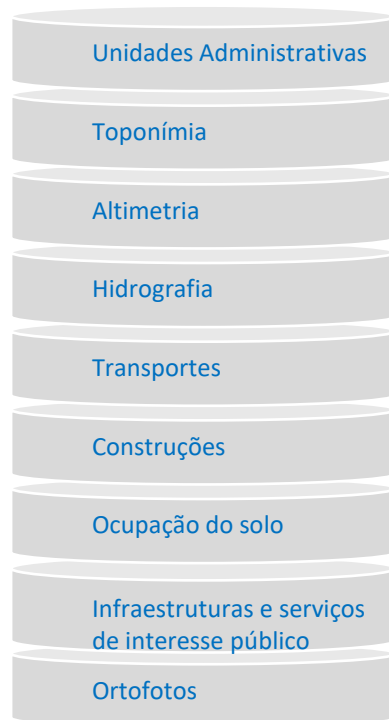 Unidades Administrativas
Toponímia
Altimetria
Hidrografia
Transportes
Construções
Ocupação do solo
Infraestruturas e serviços
de interesse público
Ortofotos